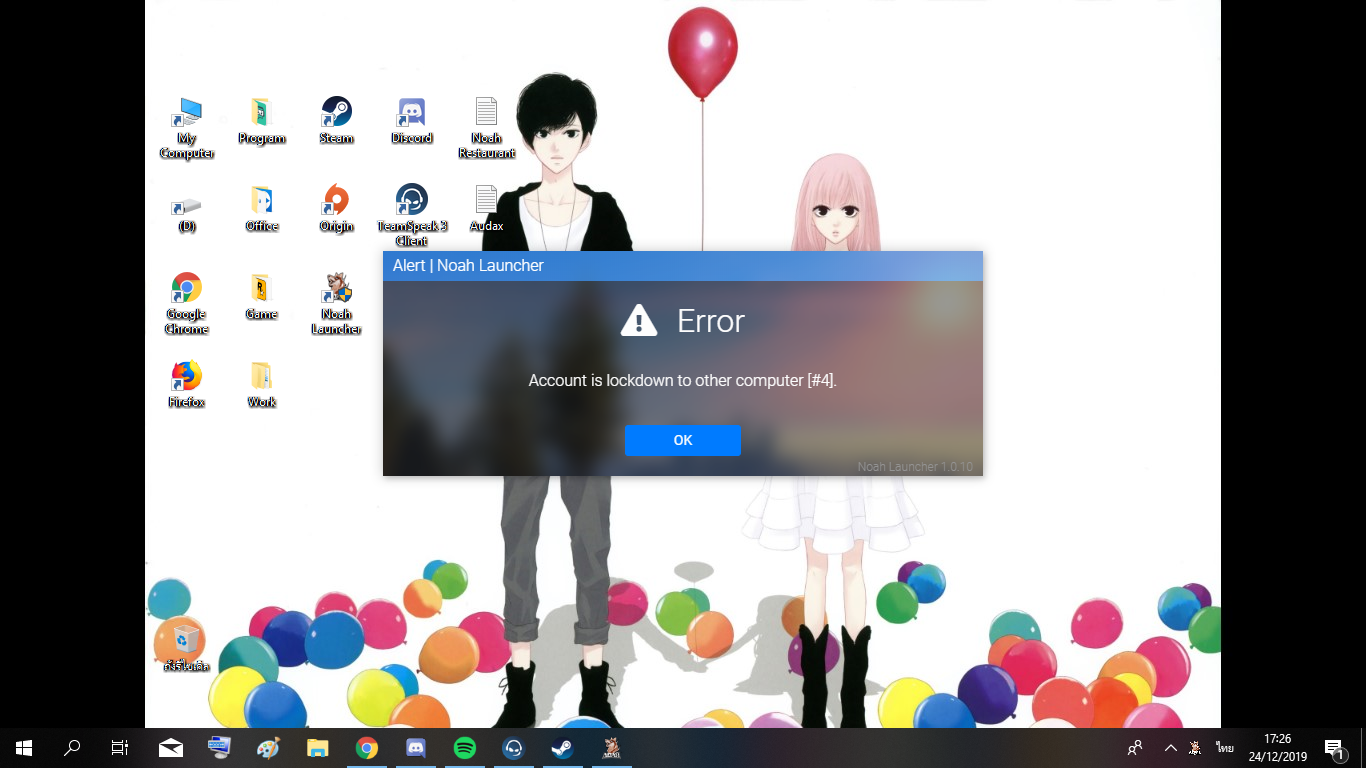 My
Computer
Program
Steam
Discord
Noah
Restaurant
(D)
Office
Origin
TeamSpeak 3
Client
Audax
Google
Chrome
Game
Noah
Launcher
Firefox
Work
Alert | Noah Launcher
Error
Account is lockdown to other computer [#4].
OK
Noah Launcher 1.0.10
ถังรีไซเคิล
ไทย
17:26
24/12/2019
1